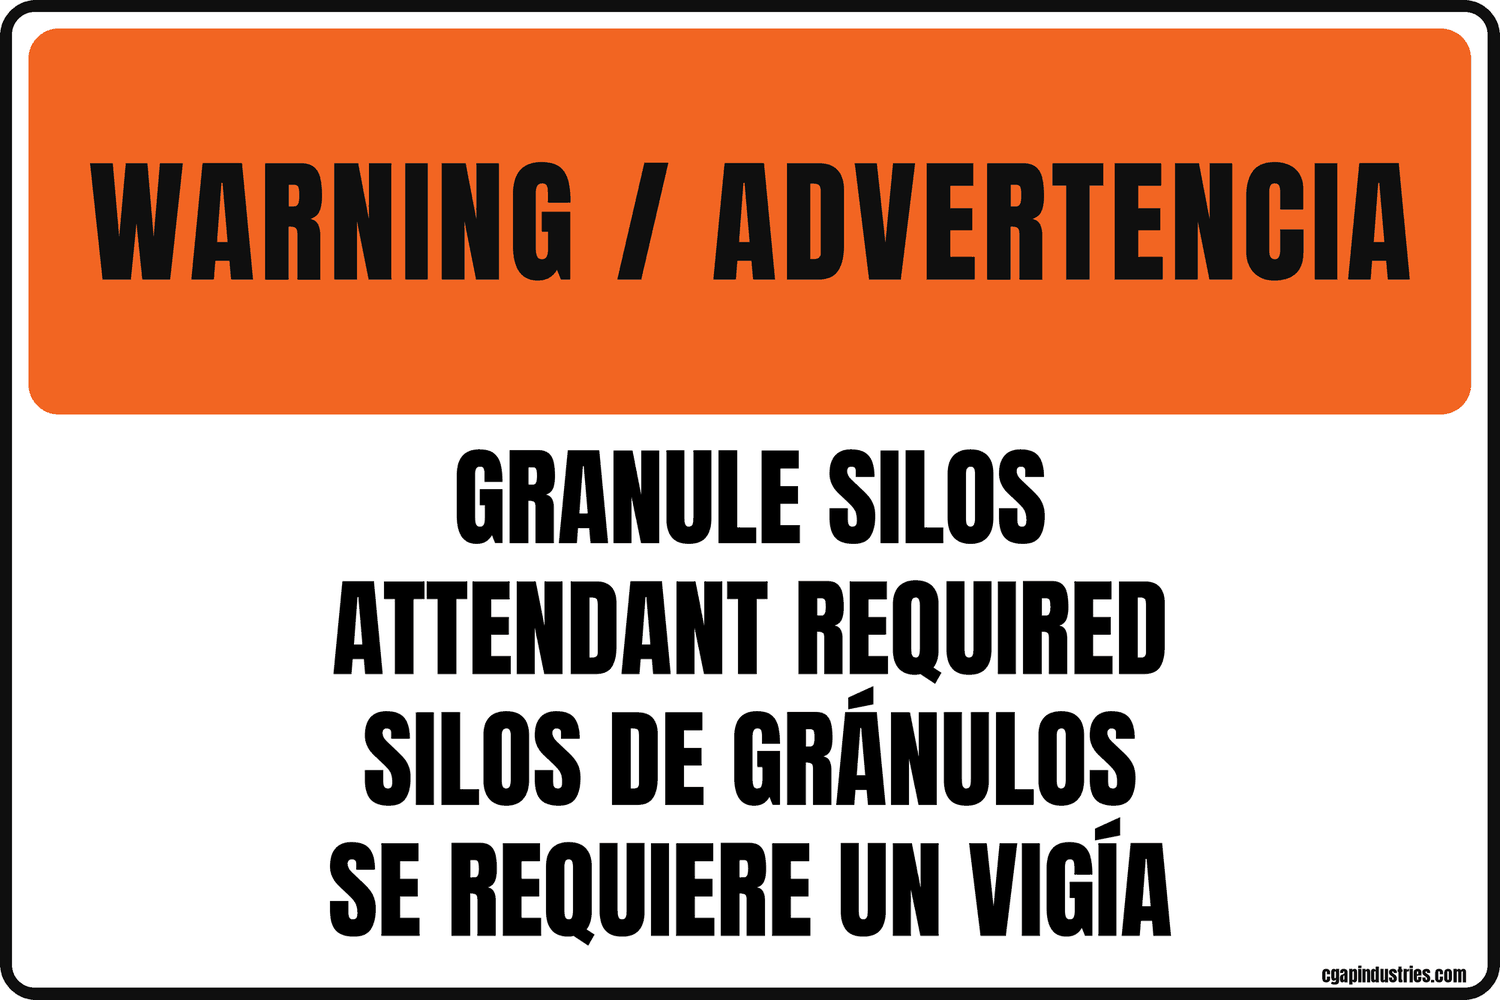 WARNING / ADVERTENCIA
GRANULE SILOS
ATTENDANT REQUIRED
SILOS DE GRÁNULOS
SE REQUIERE UN VIGÍA
cgapindustries.com